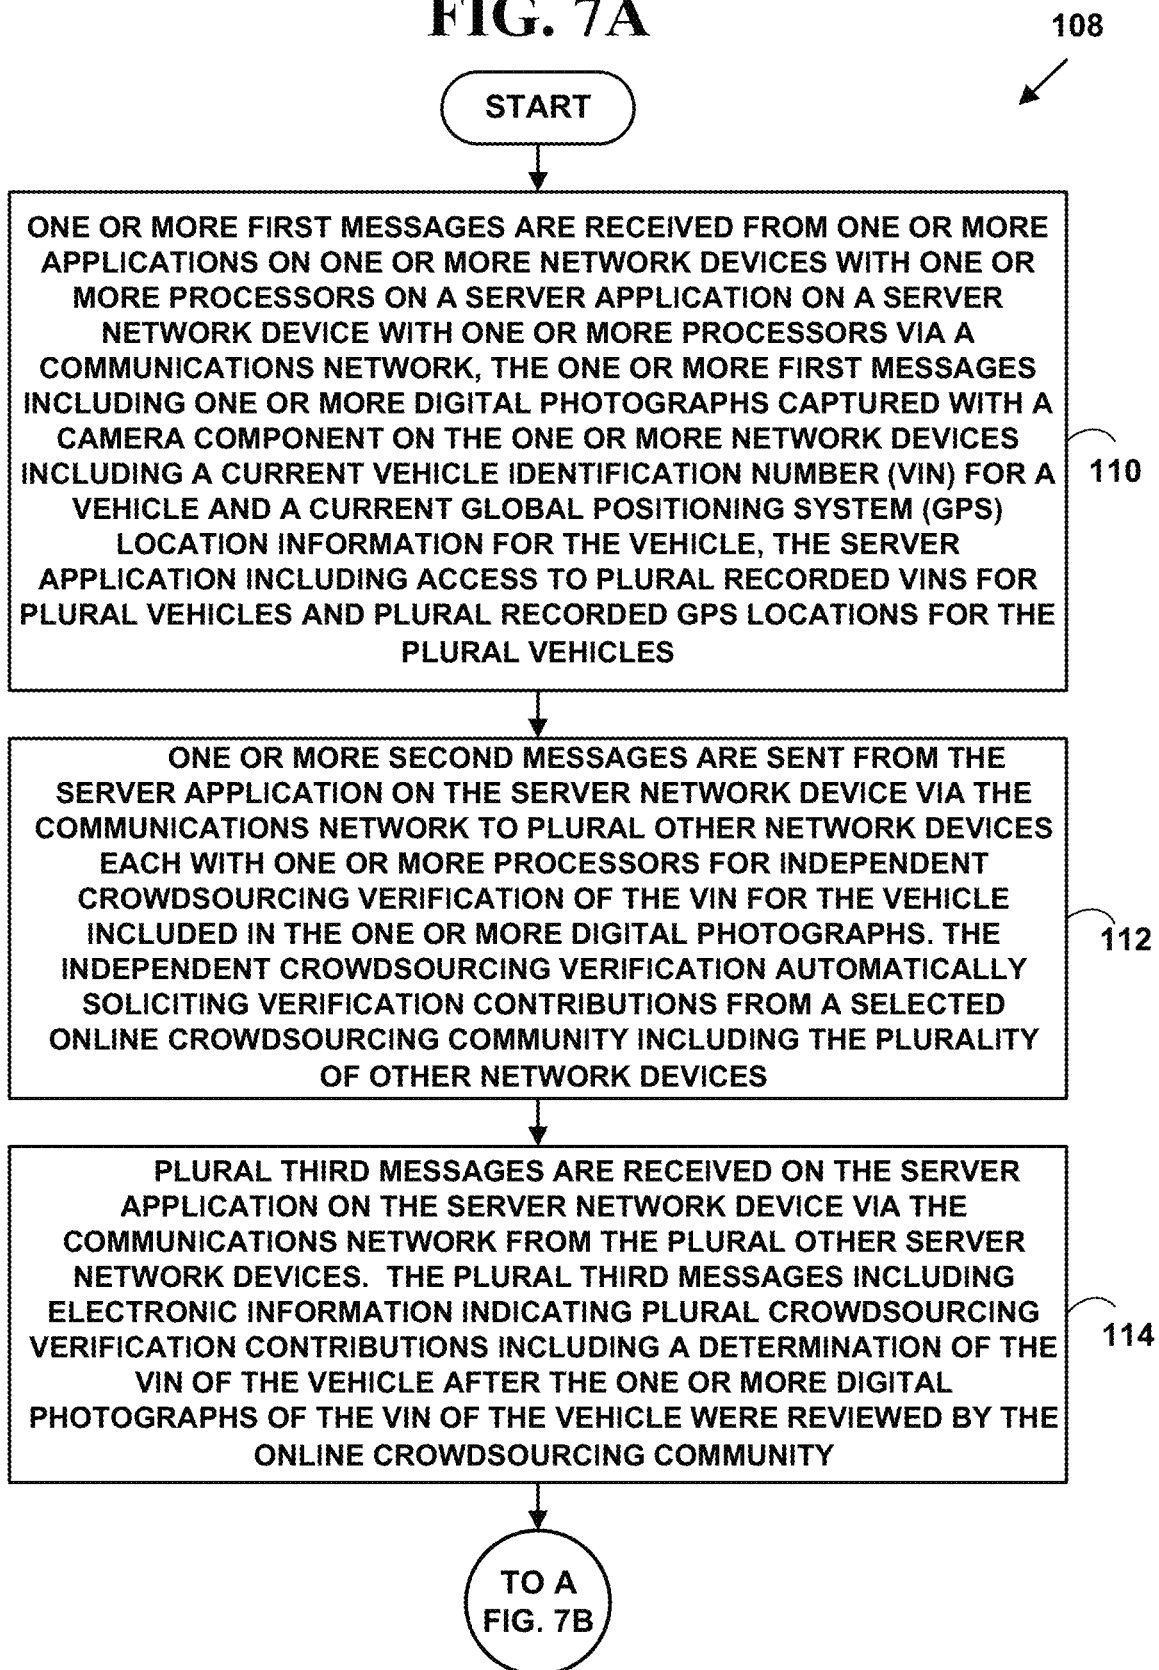 FIG. 7A
108
START
ONE OR MORE FIRST MESSAGES ARE RECEIVED FROM ONE OR MORE
APPLICATIONS ON ONE OR MORE NETWORK DEVICES WITH ONE OR
MORE PROCESSORS ON A SERVER APPLICATION ON A SERVER
NETWORK DEVICE WITH ONE OR MORE PROCESSORS VIA A
COMMUNICATIONS NETWORK, THE ONE OR MORE FIRST MESSAGES
INCLUDING ONE OR MORE DIGITAL PHOTOGRAPHS CAPTURED WITH A
CAMERA COMPONENT ON THE ONE OR MORE NETWORK DEVICES
INCLUDING A CURRENT VEHICLE IDENTIFICATION NUMBER (VIN) FOR A
VEHICLE AND A CURRENT GLOBAL POSITIONING SYSTEM (GPS)
LOCATION INFORMATION FOR THE VEHICLE, THE SERVER
APPLICATION INCLUDING ACCESS TO PLURAL RECORDED VINS FOR
PLURAL VEHICLES AND PLURAL RECORDED GPS LOCATIONS FOR THE
PLURAL VEHICLES
110
ONE OR MORE SECOND MESSAGES ARE SENT FROM THE
SERVER APPLICATION ON THE SERVER NETWORK DEVICE VIA THE
COMMUNICATIONS NETWORK TO PLURAL OTHER NETWORK DEVICES
EACH WITH ONE OR MORE PROCESSORS FOR INDEPENDENT
CROWDSOURCING VERIFICATION OF THE VIN FOR THE VEHICLE
INCLUDED IN THE ONE OR MORE DIGITAL PHOTOGRAPHS. THE
INDEPENDENT CROWDSOURCING VERIFICATION AUTOMATICALLY
SOLICITING VERIFICATION CONTRIBUTIONS FROM A SELECTED
ONLINE CROWDSOURCING COMMUNITY INCLUDING THE PLURALITY
OF OTHER NETWORK DEVICES
112
PLURAL THIRD MESSAGES ARE RECEIVED ON THE SERVER
APPLICATION ON THE SERVER NETWORK DEVICE VIA THE
COMMUNICATIONS NETWORK FROM THE PLURAL OTHER SERVER
NETWORK DEVICES. THE PLURAL THIRD MESSAGES INCLUDING
ELECTRONIC INFORMATION INDICATING PLURAL CROWDSOURCING
VERIFICATION CONTRIBUTIONS INCLUDING A DETERMINATION OF THE
VIN OF THE VEHICLE AFTER THE ONE OR MORE DIGITAL
PHOTOGRAPHS OF THE VIN OF THE VEHICLE WERE REVIEWED BY THE
ONLINE CROWDSOURCING COMMUNITY
114
TO A
FIG. 7B